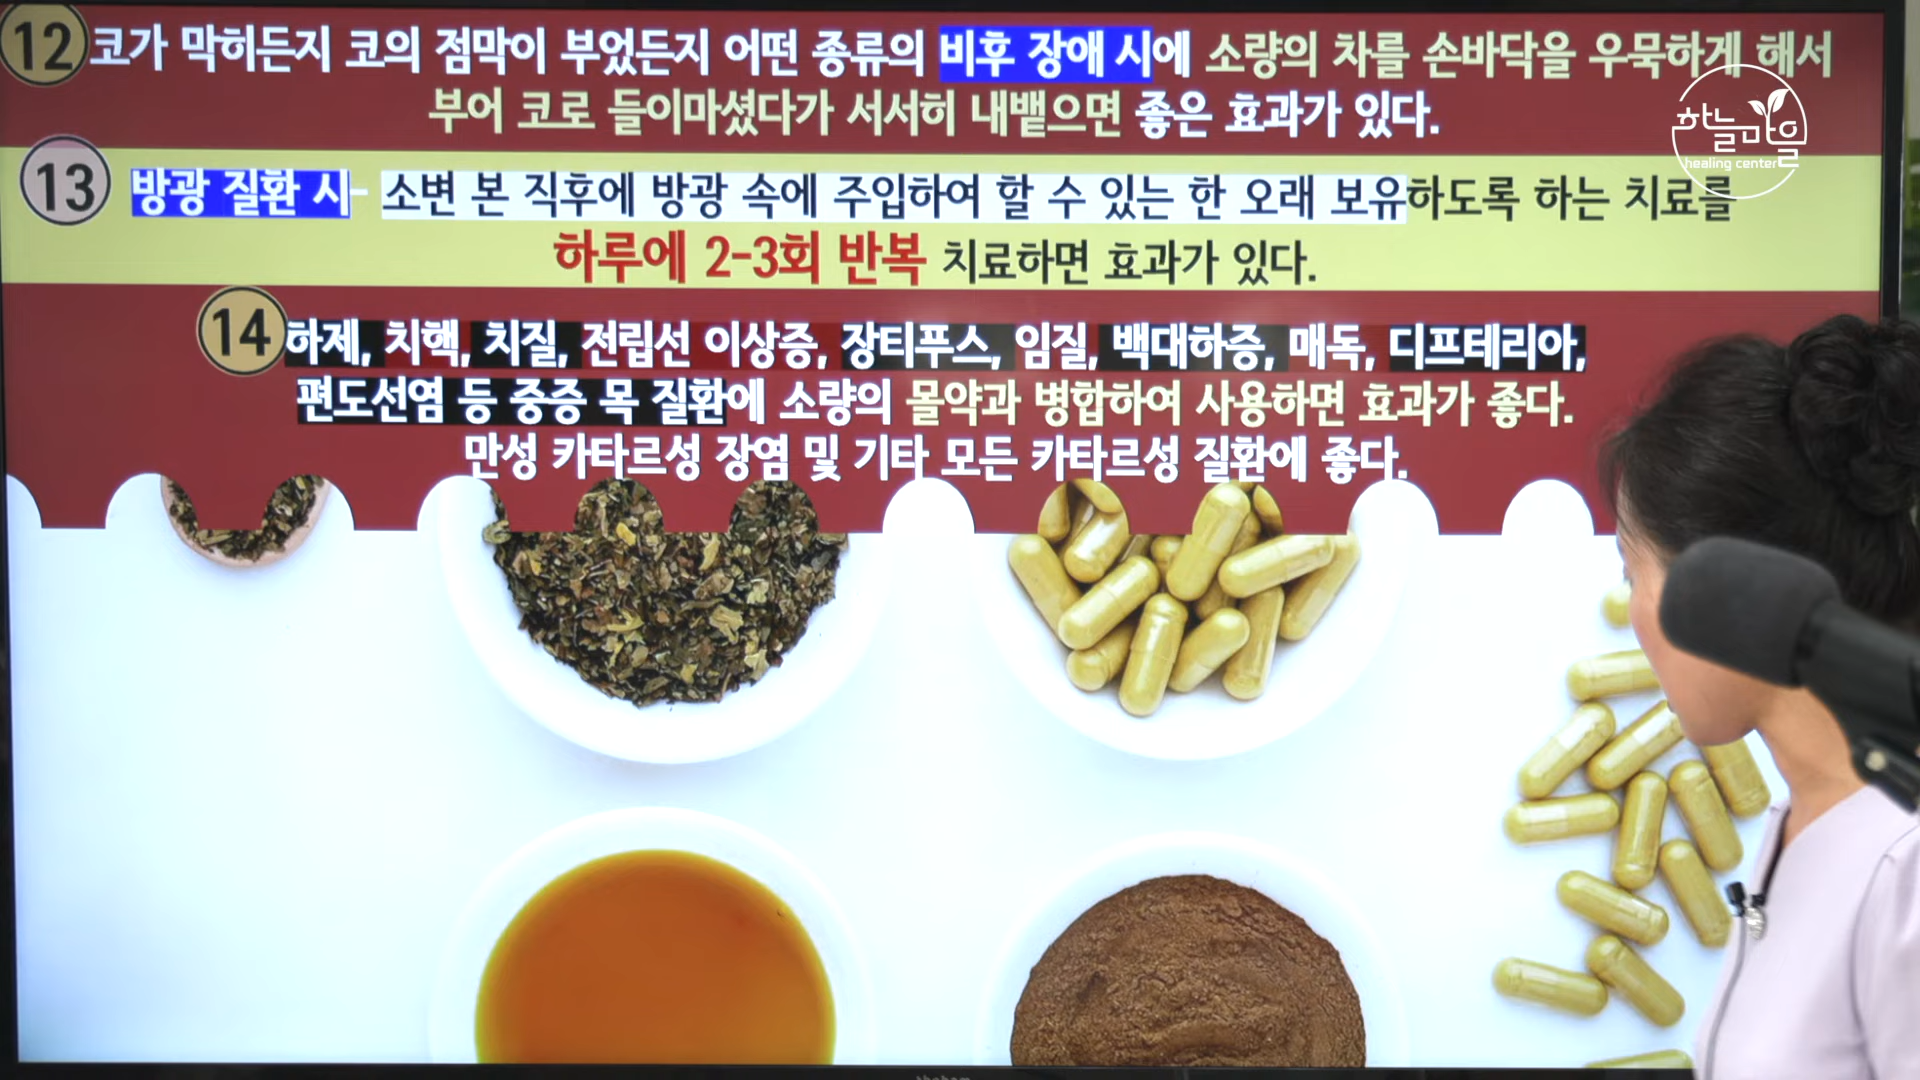 12 코가 막히든지 코의 점막이 부었든지 어떤 종류의 비후 장애 시에 소량의 차를 손바닥을 우묵하게 해서
부어 코로 들이마셨다가 서서히 내뱉으면 좋은 효과가 있다.
하늘마을
healing center
13 방광 질환 시- 소변 본 직후에 방광 속에 주입하여 할 수 있는 한 오래 보유하도록 하는 치료를
하루에 2-3회 반복 치료하면 효과가 있다.
14 하제, 치핵, 치질, 전립선 이상증, 장티푸스, 임질, 백대하증, 매독, 디프테리아,
편도선염 등 중증 목 질환에 소량의 몰약과 병합하여 사용하면 효과가 좋다.
만성 카타르성 장염 및 기타 모든 카타르성 질환에 좋다.